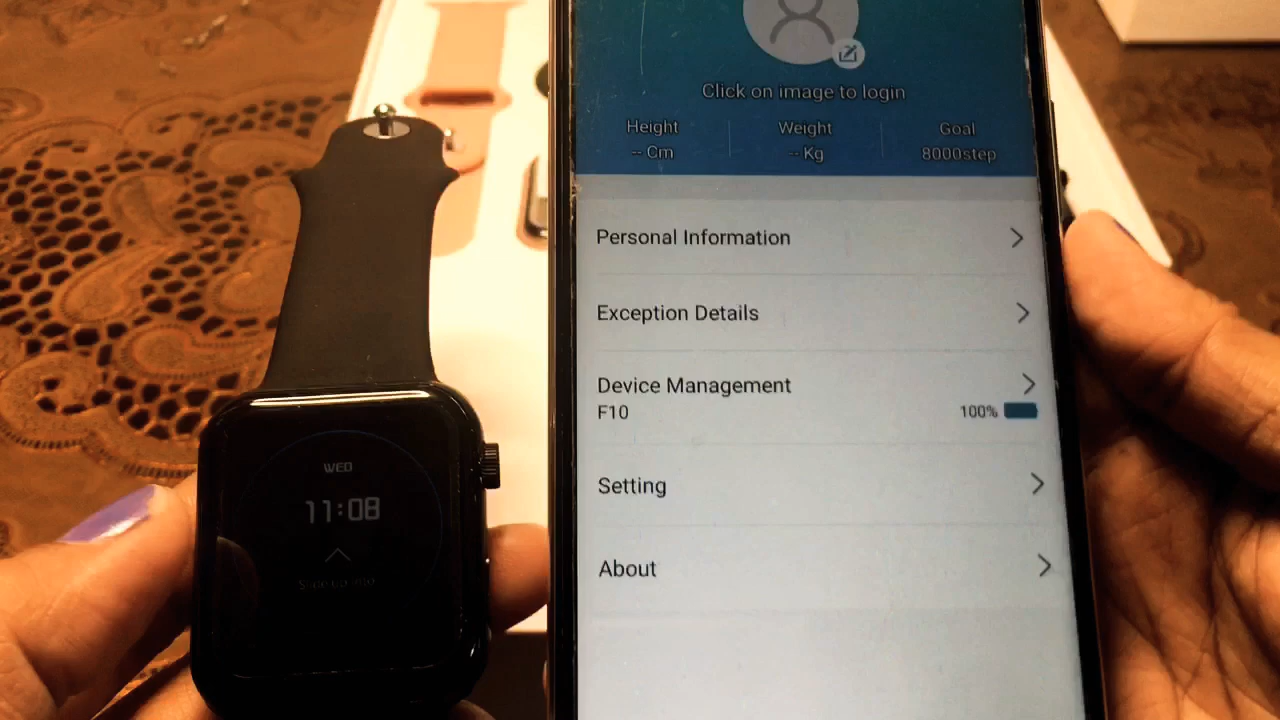 WED
11:08
Click on image to login
Height
Weight
Goal
-- Cm
-- Kg
8000step
Personal Information
Exception Details
Device Management
F10
100%
Setting
About